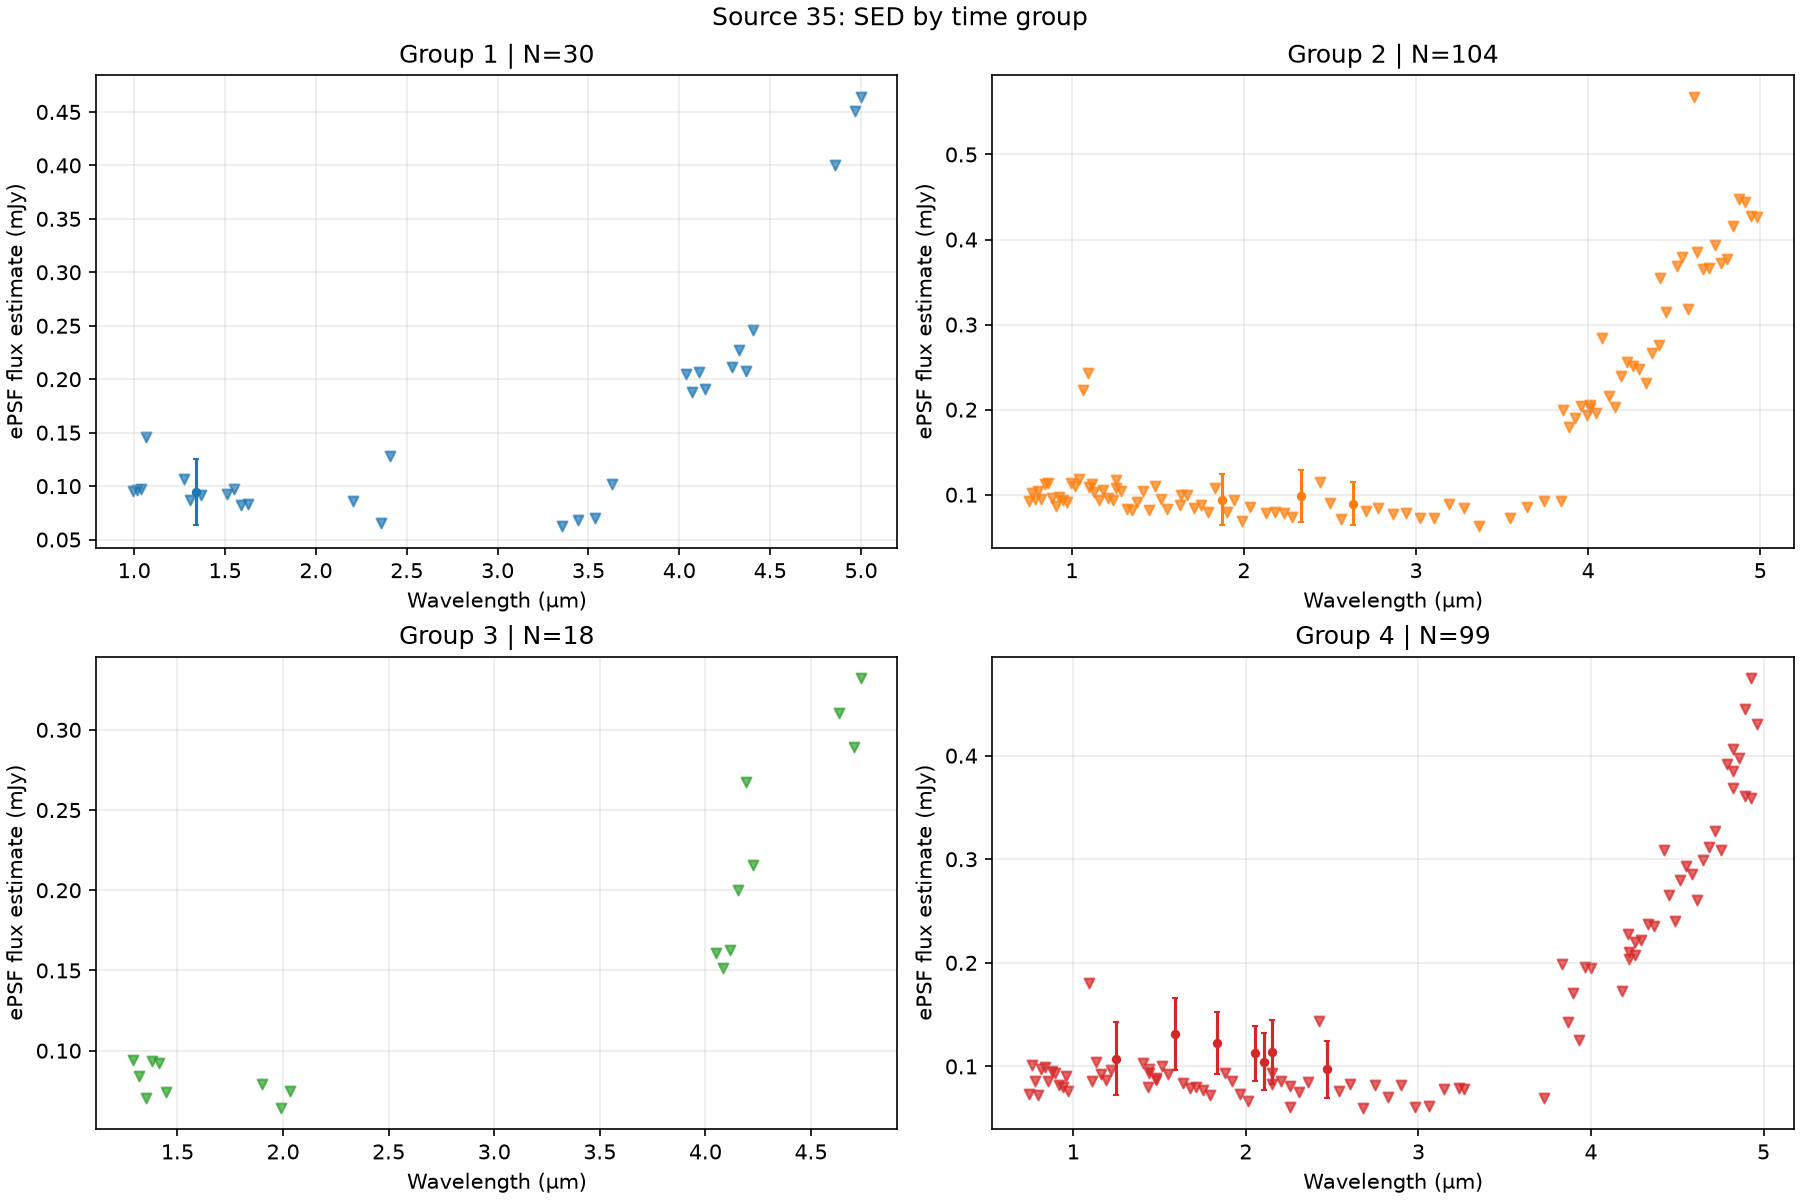 Source 35: SED by time group
Group 1 | N=30
ePSF flux estimate (mJy)
0.45
0.40
0.35
0.30
0.25
0.20
0.15
0.10
0.05
1.0 1.5 2.0 2.5 3.0 3.5 4.0 4.5 5.0
Wavelength (µm)
Group 2 | N=104
ePSF flux estimate (mJy)
0.5
0.4
0.3
0.2
0.1
1 2 3 4 5
Wavelength (µm)
Group 3 | N=18
ePSF flux estimate (mJy)
0.30
0.25
0.20
0.15
0.10
1.5 2.0 2.5 3.0 3.5 4.0 4.5
Wavelength (µm)
Group 4 | N=99
ePSF flux estimate (mJy)
0.4
0.3
0.2
0.1
1 2 3 4 5
Wavelength (µm)